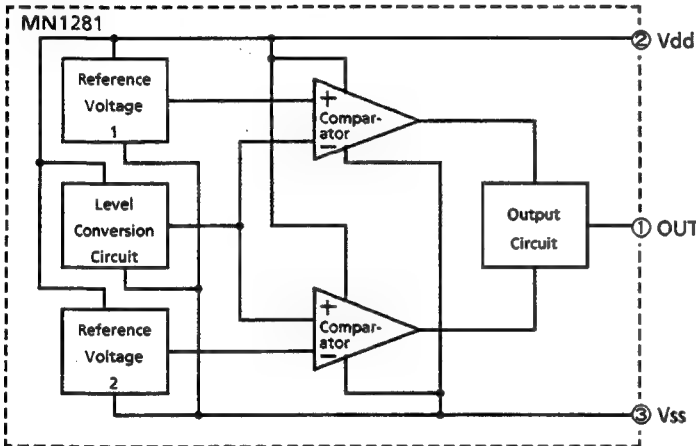 MN1281
② Vdd
Reference
Voltage
1
+
Compar-
ator
−
Level
Conversion
Circuit
Output
Circuit
① OUT
Reference
Voltage
2
+
Compar-
ator
−
③ Vss